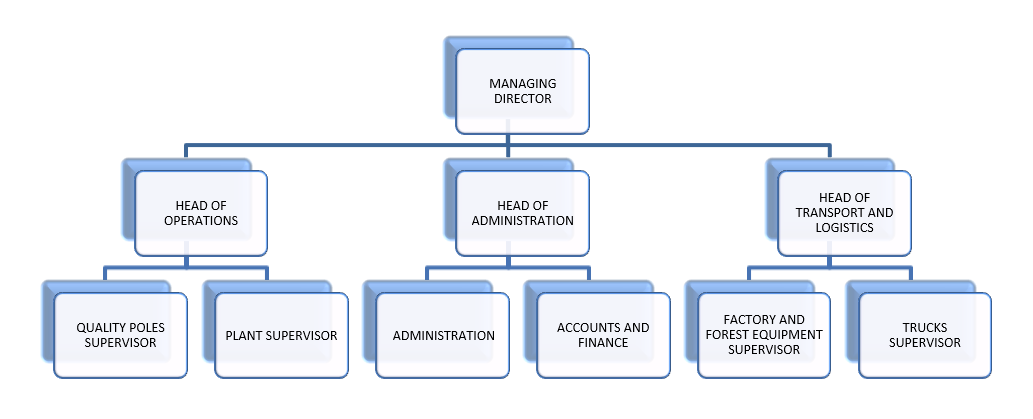 MANAGING
DIRECTOR
HEAD OF
OPERATIONS
HEAD OF
ADMINISTRATION
HEAD OF
TRANSPORT AND
LOGISTICS
QUALITY POLES
SUPERVISOR
PLANT SUPERVISOR
ADMINISTRATION
ACCOUNTS AND
FINANCE
FACTORY AND
FOREST EQUIPMENT
SUPERVISOR
TRUCKS
SUPERVISOR